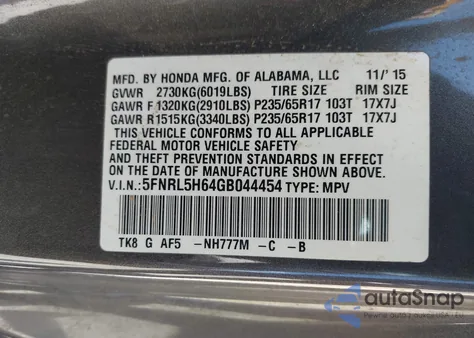 MFD. BY HONDA MFG. OF ALABAMA, LLC 11/'15
GVWR 2730KG(6019LBS) TIRE SIZE RIM SIZE
GAWR F 1320KG(2910LBS) P235/65R17 103T 17X7J
GAWR R 1515KG(3340LBS) P235/65R17 103T 17X7J
THIS VEHICLE CONFORMS TO ALL APPLICABLE
FEDERAL MOTOR VEHICLE SAFETY
AND THEFT PREVENTION STANDARDS IN EFFECT
ON THE DATE OF MANUFACTURE SHOWN ABOVE.
V.I.N.: 5FNRL5H64GB044454 TYPE: MPV
TK8 G AF5 -NH777M -C -B
autaSnap
Pewne auta z